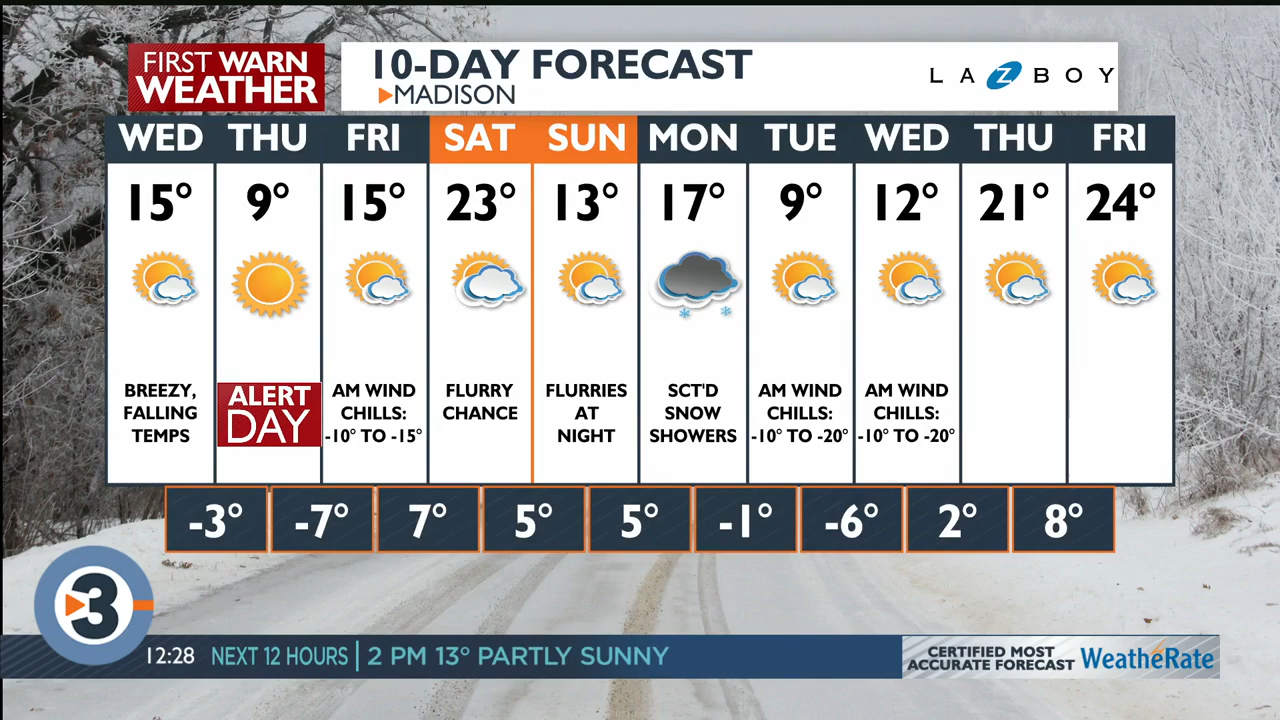 FIRST WARN
WEATHER
10-DAY FORECAST
MADISON
LAZBOY
WED THU FRI SAT SUN MON TUE WED THU FRI
15° 9° 15° 23° 13° 17° 9° 12° 21° 24°
BREEZY,
FALLING
TEMPS
ALERT
DAY
AM WIND
CHILLS:
-10° TO -15°
FLURRY
CHANCE
FLURRIES
AT
NIGHT
SCT'D
SNOW
SHOWERS
AM WIND
CHILLS:
-10° TO -20°
AM WIND
CHILLS:
-10° TO -20°
-3° -7° 7° 5° 5° -1° -6° 2° 8°
3
12:28 NEXT 12 HOURS | 2 PM 13° PARTLY SUNNY
CERTIFIED MOST
ACCURATE FORECAST
WeatheRate